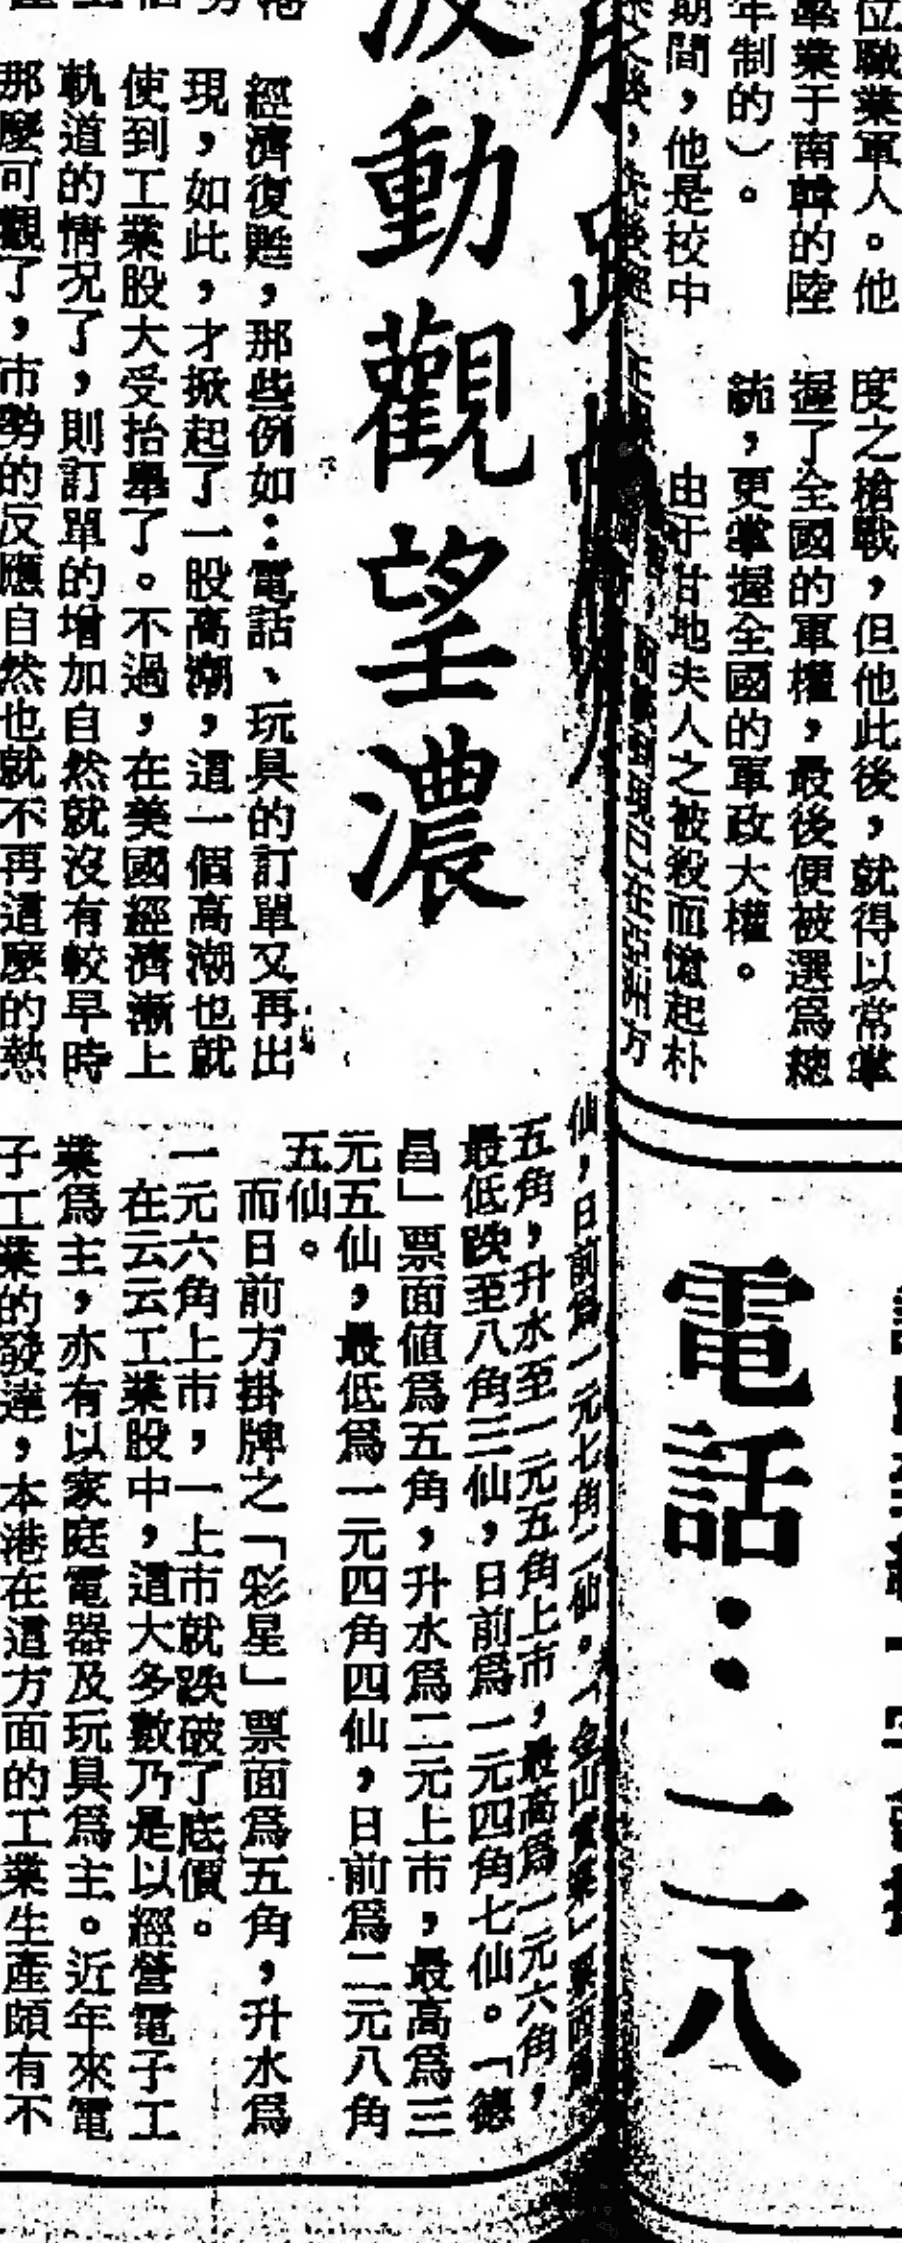 位職業軍人。他
畢業于南韓的陸
年制的）。
期間，他是校中
度之槍戰，但他此後，就得以常掌
握了全國的軍權，最後便被選爲總
統，更掌握全國的軍政大權。
由于甘地夫人之被殺而憶起朴
電話：二二八
動觀望濃
經濟復甦，那些例如：電話、玩具的訂單又再出
現，如此，才掀起了一股高潮，這一個高潮也就
使到工業股大受抬舉了。不過，在美國經濟漸上
軌道的情況了，則訂單的增加自然就沒有較早時
那麼可觀了，市勢的反應自然也就不再這麼的熱
仙，日前爲一元七角二仙。
五角，升水至一元五角上市，最高爲一元六角，
最低跌至八角三仙，日前爲一元四角七仙。「德
昌」票面值爲五角，升水爲二元上市，最高爲三
元五仙，最低爲一元四角四仙，日前爲二元八角
五仙。
而日前方掛牌之「彩星」票面爲五角，升水爲
一元六角上市，一上市就跌破了底價。
在云云工業股中，這大多數乃是以經營電子工
業爲主，亦有以家庭電器及玩具爲主。近年來電
子工業的發達，本港在這方面的工業生產頗有不